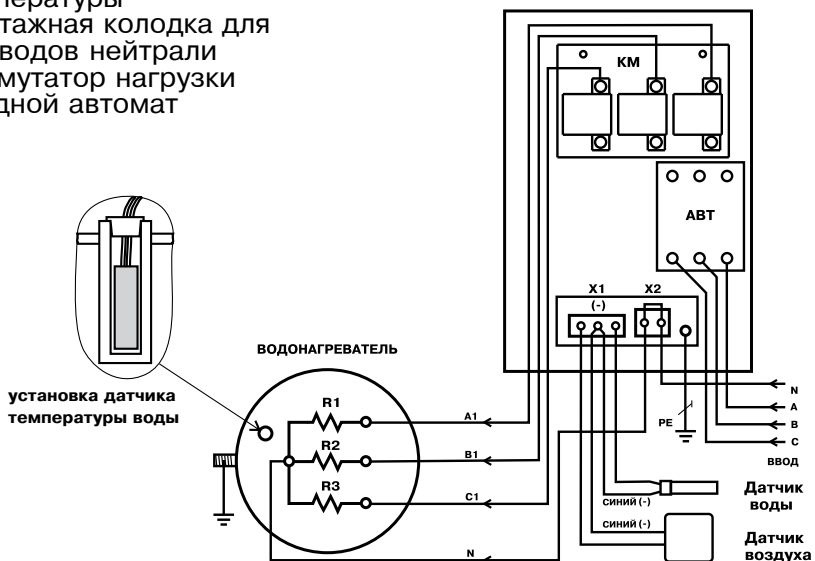 пературы
тажная колодка для
водов нейтрали
мутатор нагрузки
дной автомат
КМ
АВТ
X1
X2
(-)
ВОДОНАГРЕВАТЕЛЬ
установка датчика
температуры воды
R1
R2
R3
A1
B1
C1
N
PE
N
A
B
C
ВВОД
СИНИЙ (-)
Датчик
воды
СИНИЙ (-)
Датчик
воздуха